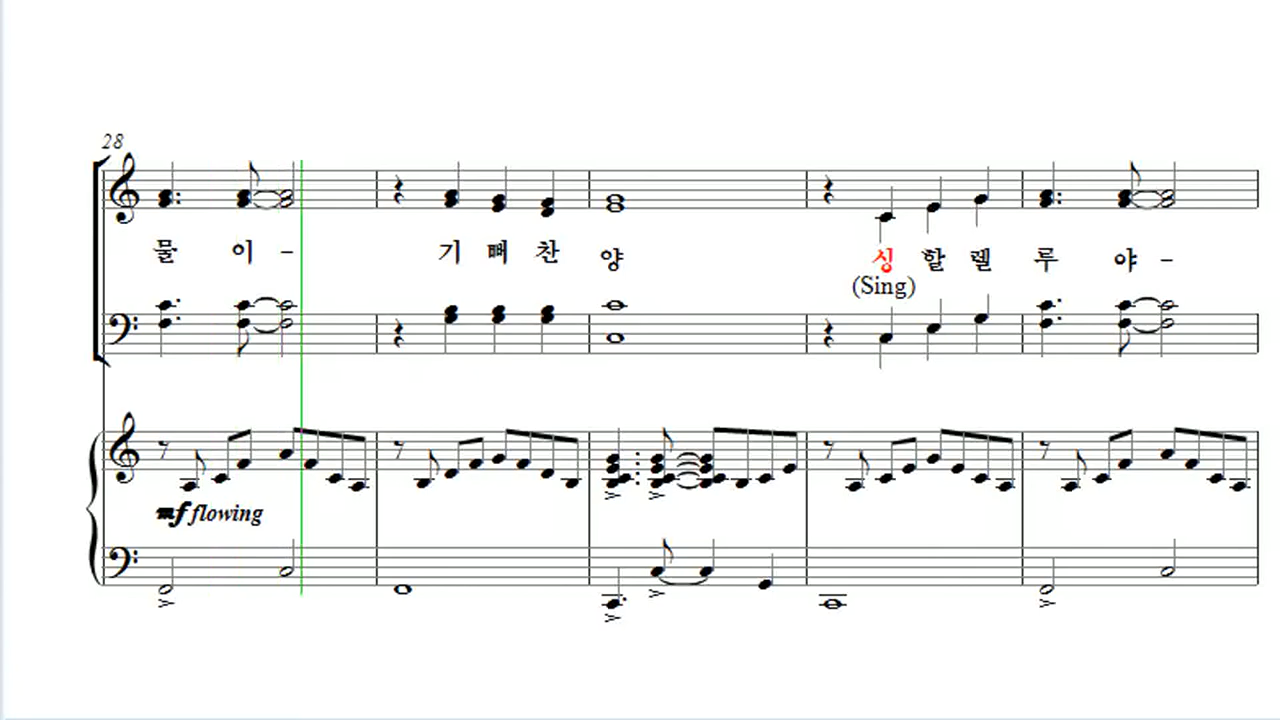 28
물 이 - 기 뻐 찬 양 싱 할 렐 루 야 -
(Sing)
mf flowing